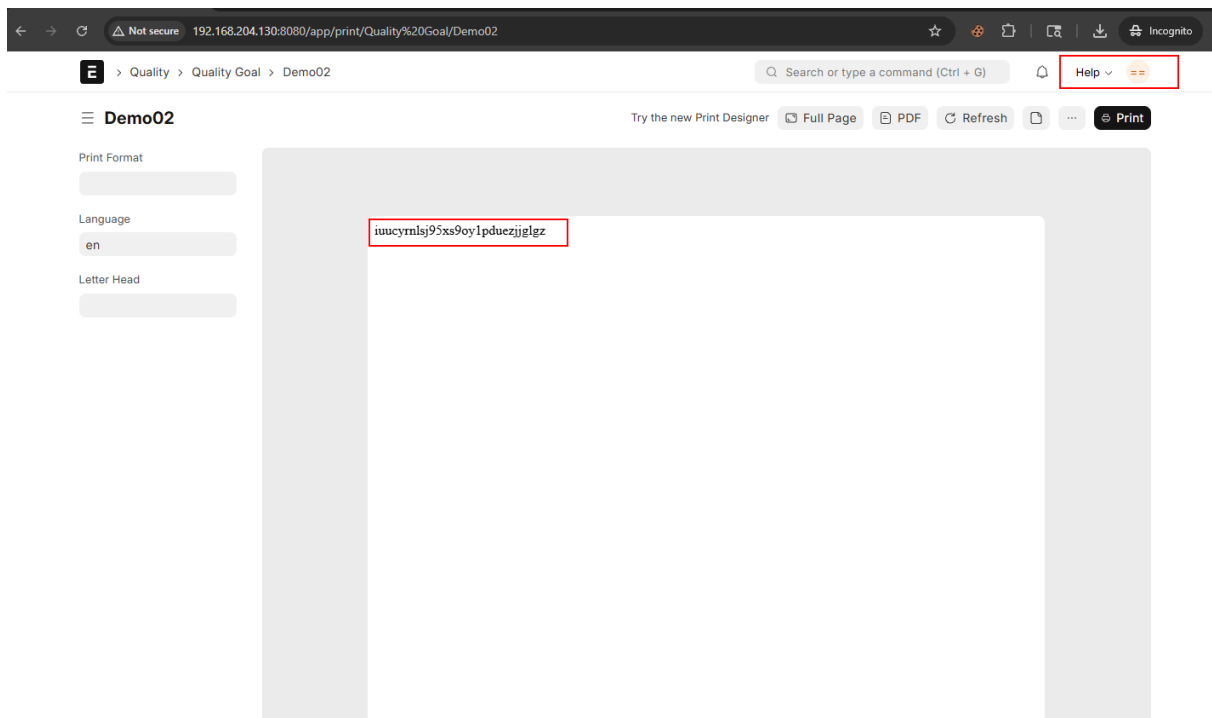 Not secure 192.168.204.130:8080/app/print/Quality%20Goal/Demo02 Incognito
E > Quality > Quality Goal > Demo02 Search or type a command (Ctrl + G) Help ==
Demo02 Try the new Print Designer Full Page PDF Refresh ... Print
Print Format
Language
en
Letter Head
iuucyrnlsj95xs9oy1pduezjjglgz